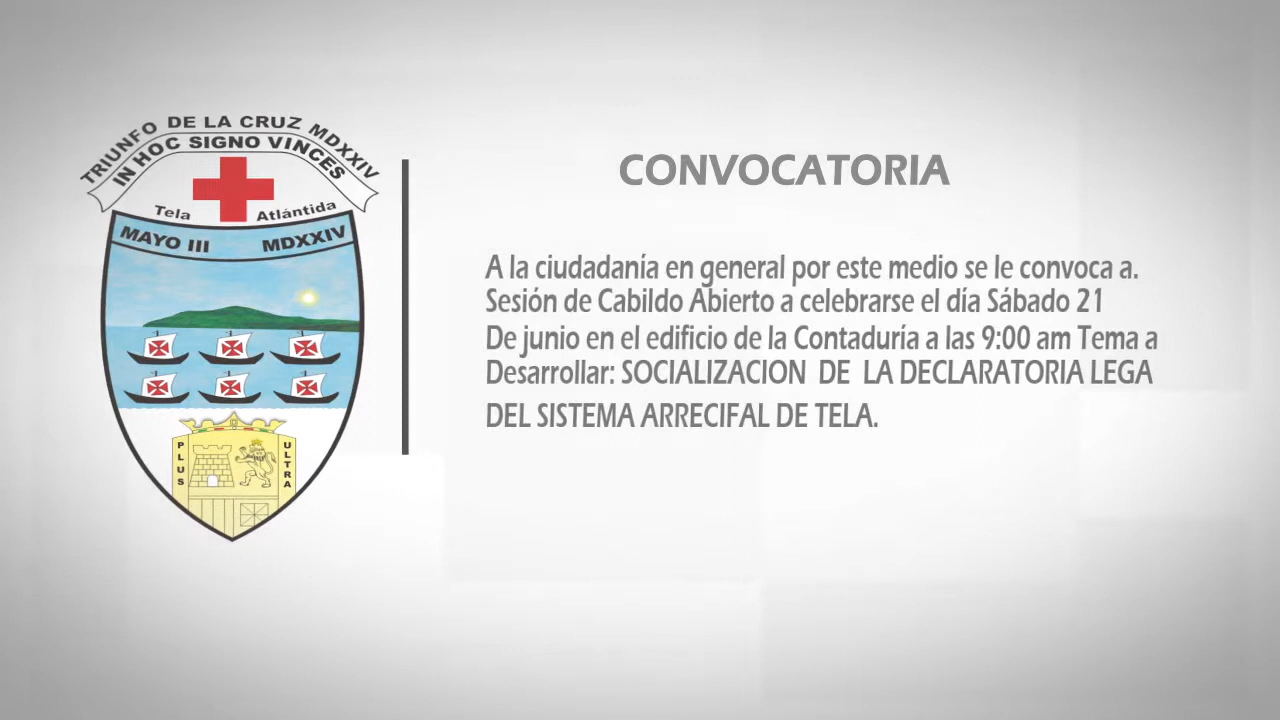 TRIUNFO DE LA CRUZ MDXXIV
IN HOC SIGNO VINCES
Tela Atlántida
MAYO III MDXXIV
PLUS
ULTRA
CONVOCATORIA
A la ciudadanía en general por este medio se le convoca a.
Sesión de Cabildo Abierto a celebrarse el día Sábado 21
De junio en el edificio de la Contaduría a las 9:00 am Tema a
Desarrollar: SOCIALIZACION DE LA DECLARATORIA LEGA
DEL SISTEMA ARRECIFAL DE TELA.